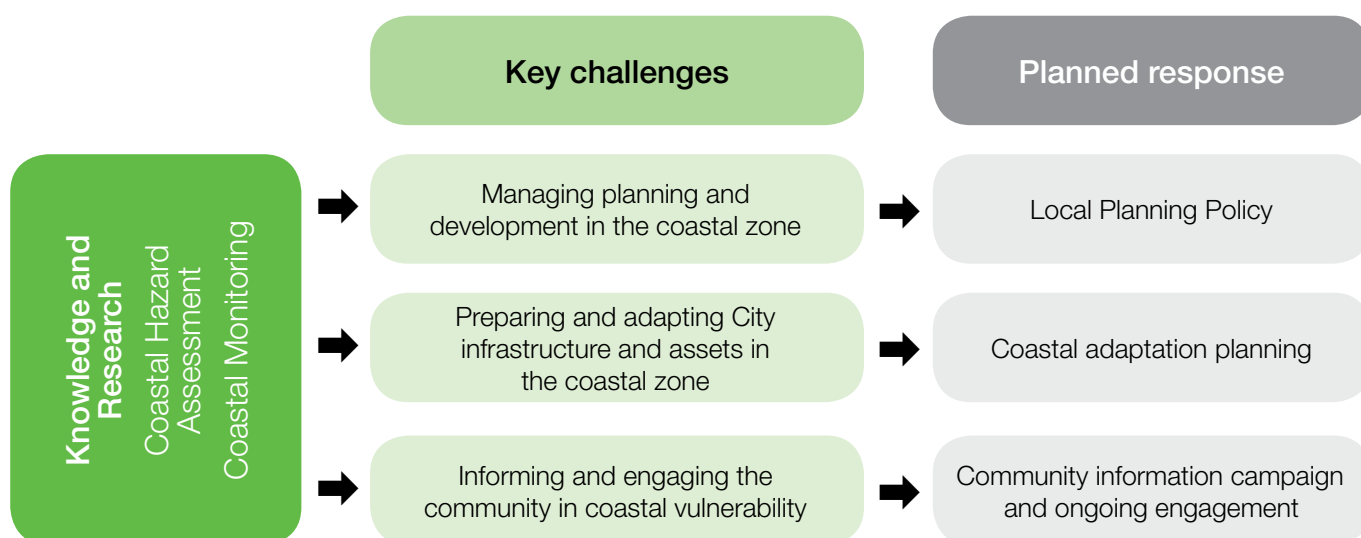 Key challenges
Planned response
Knowledge and
Research
Coastal Hazard
Assessment
Coastal Monitoring
Managing planning and
development in the coastal zone
Local Planning Policy
Preparing and adapting City
infrastructure and assets in
the coastal zone
Coastal adaptation planning
Informing and engaging the
community in coastal vulnerability
Community information campaign
and ongoing engagement